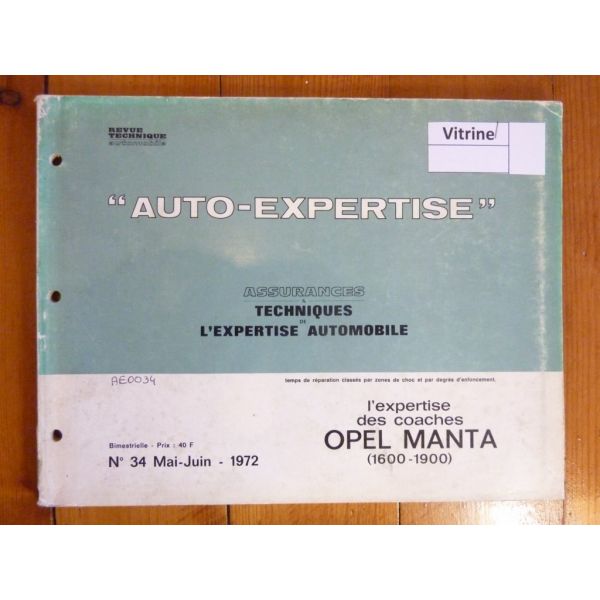 REVUE
TECHNIQUE
automobile
Vitrine
"AUTO-EXPERTISE"
ASSURANCES
&
TECHNIQUES
DE
L'EXPERTISE AUTOMOBILE
AE0034
temps de réparation classés par zones de choc et par degrés d'enfoncement.
l'expertise
des coaches
OPEL MANTA
(1600-1900)
Bimestrielle - Prix : 40 F
N° 34 Mai-Juin - 1972